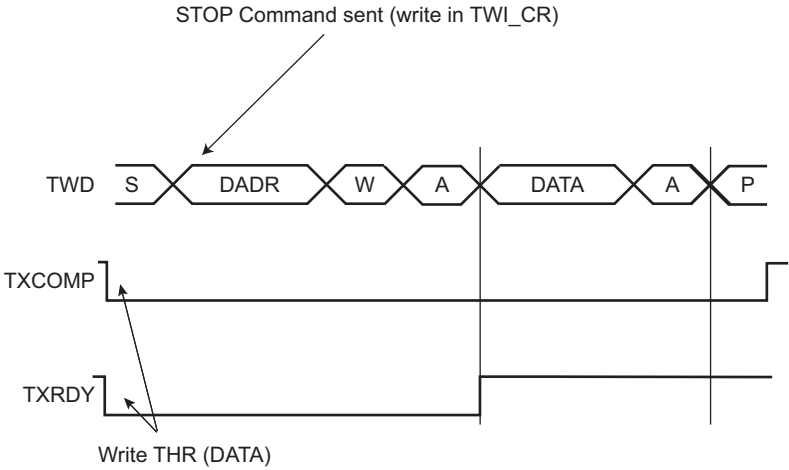 STOP Command sent (write in TWI_CR)
TWD S DADR W A DATA A P
TXCOMP
TXRDY
Write THR (DATA)